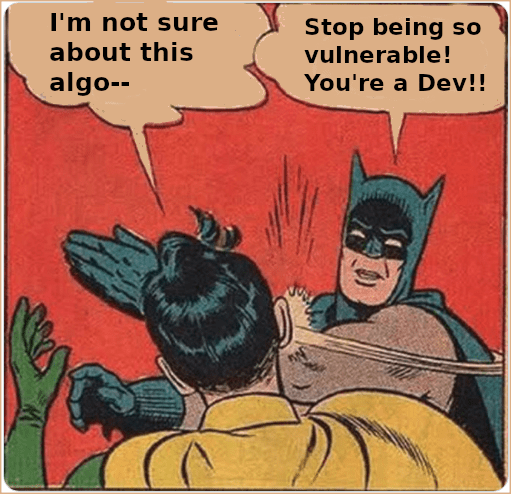 I'm not sure
about this
algo--
Stop being so
vulnerable!
You're a Dev!!